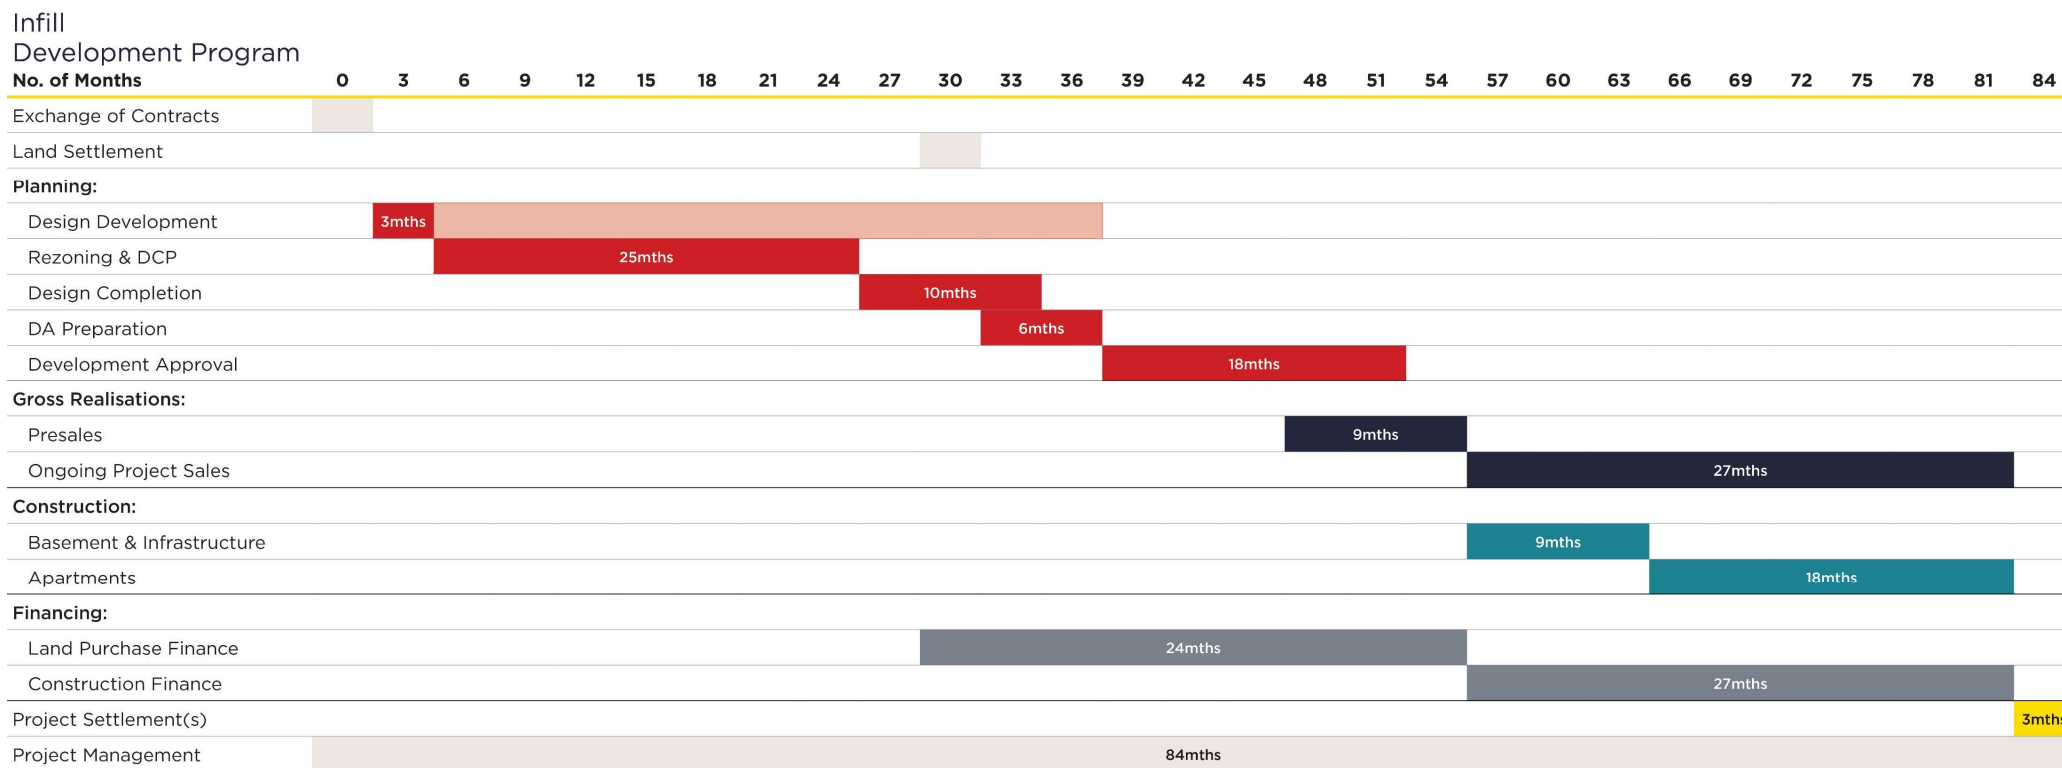 Infill
Development Program
No. of Months 0 3 6 9 12 15 18 21 24 27 30 33 36 39 42 45 48 51 54 57 60 63 66 69 72 75 78 81 84
Exchange of Contracts
Land Settlement
Planning:
Design Development 3mths
Rezoning & DCP 25mths
Design Completion 10mths
DA Preparation 6mths
Development Approval 18mths
Gross Realisations:
Presales 9mths
Ongoing Project Sales 27mths
Construction:
Basement & Infrastructure 9mths
Apartments 18mths
Financing:
Land Purchase Finance 24mths
Construction Finance 27mths
Project Settlement(s) 3mths
Project Management 84mths